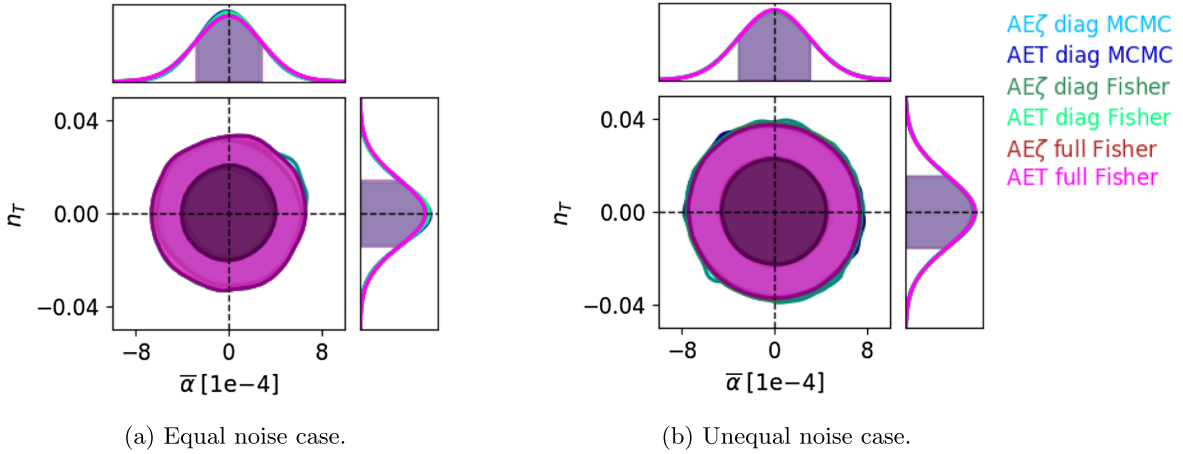 AEζ diag MCMC
AET diag MCMC
AEζ diag Fisher
AET diag Fisher
AEζ full Fisher
AET full Fisher
0.04
0.00
−0.04
n_T
−8 0 8
α̅ [1e−4]
0.04
0.00
−0.04
n_T
−8 0 8
α̅ [1e−4]
(a) Equal noise case.
(b) Unequal noise case.